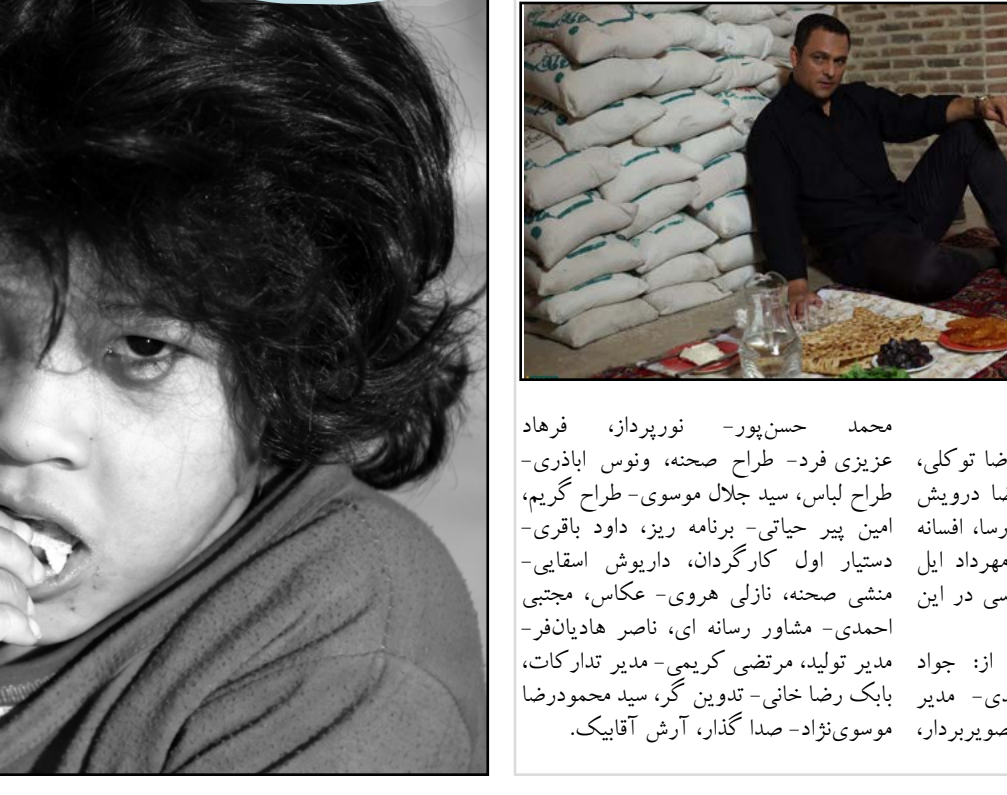 ضا توکلی،
ضا درویش
رسا، افسانه
مهرداد ایل
سی در این
از: جواد
دی- مدیر
صویربردار،
محمد حسن‌پور- نورپرداز، فرهاد
عزیزی فرد- طراح صحنه، ونوس اباذری-
طراح لباس، سید جلال موسوی- طراح گریم،
امین پیر حیاتی- برنامه ریز، داود باقری-
دستیار اول کارگردان، داریوش اسقایی-
منشی صحنه، نازلی هروی- عکاس، مجتبی
احمدی- مشاور رسانه ای، ناصر هادیان‌فر-
مدیر تولید، مرتضی کریمی- مدیر تدارکات،
بابک رضا خانی- تدوین گر، سید محمودرضا
موسوی‌نژاد- صدا گذار، آرش آقابیک.